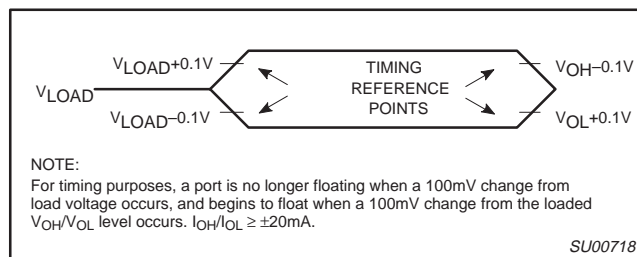 VLOAD+0.1V
TIMING
VOH–0.1V
VLOAD
REFERENCE
VLOAD–0.1V
POINTS
VOL+0.1V
NOTE:
For timing purposes, a port is no longer floating when a 100mV change from
load voltage occurs, and begins to float when a 100mV change from the loaded
VOH/VOL level occurs. IOH/IOL ≥ ±20mA.
SU00718